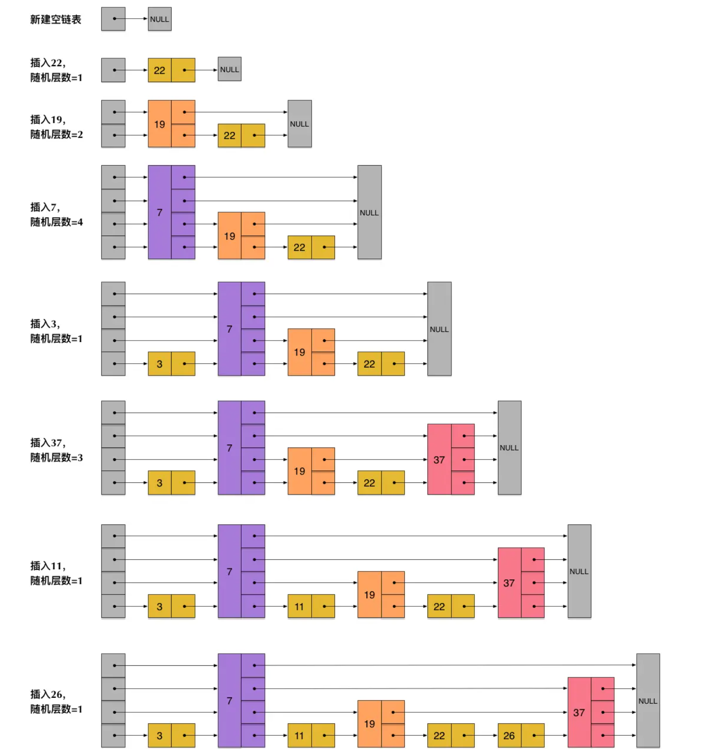 新建空链表
NULL
插入22,
随机层数=1
22
NULL
插入19,
随机层数=2
19
22
NULL
插入7,
随机层数=4
7
19
22
NULL
插入3,
随机层数=1
3
7
19
22
NULL
插入37,
随机层数=3
3
7
19
22
37
NULL
插入11,
随机层数=1
3
7
11
19
22
37
NULL
插入26,
随机层数=1
3
7
11
19
22
26
37
NULL